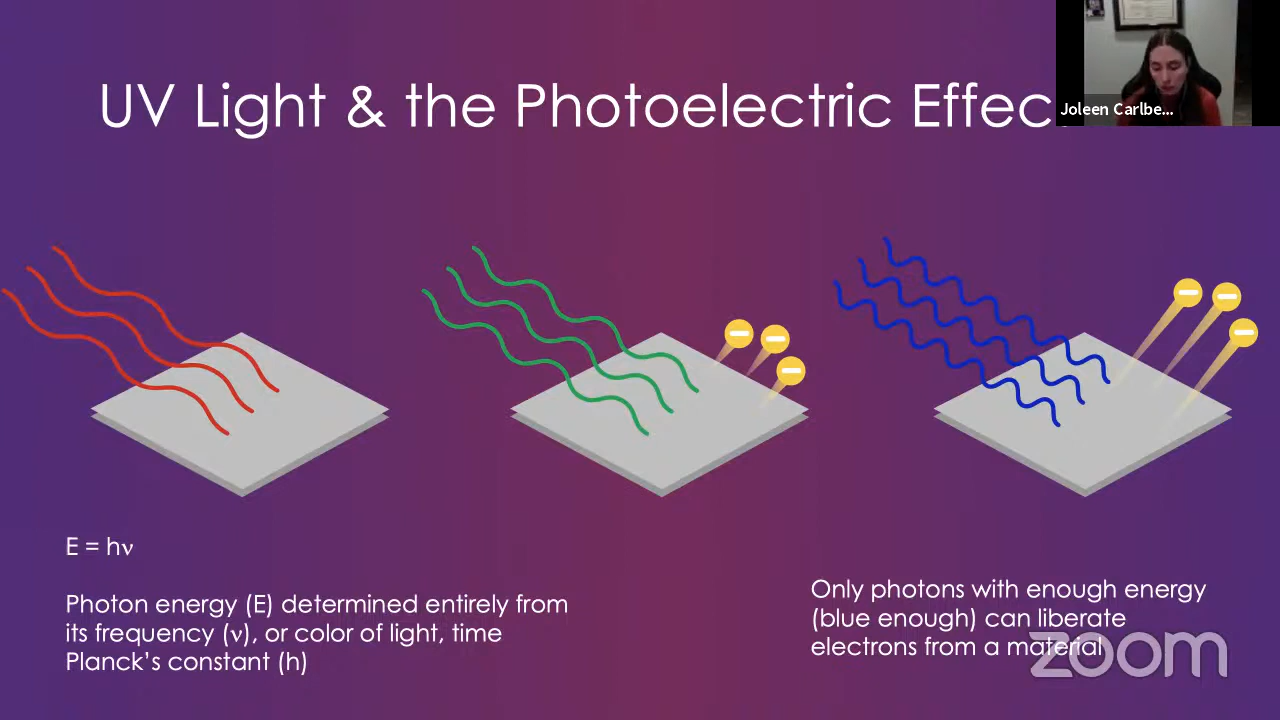 UV Light & the Photoelectric Effec
Joleen Carlbe...
E = hν
Photon energy (E) determined entirely from
its frequency (ν), or color of light, time
Planck’s constant (h)
Only photons with enough energy
(blue enough) can liberate
electrons from a material
zoom